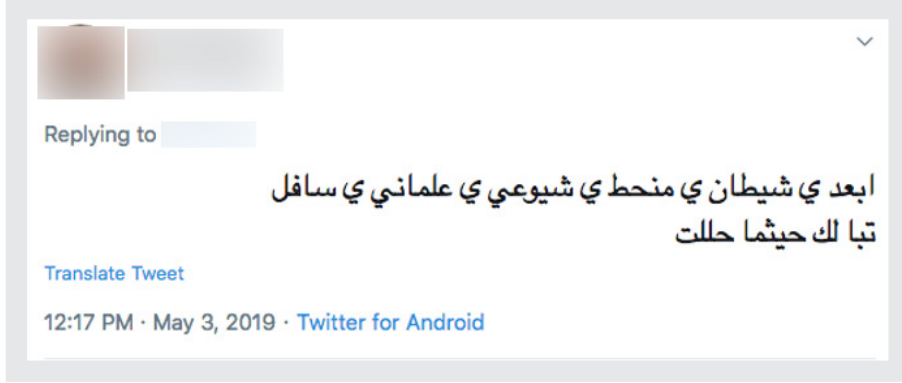 Replying to
ابعد ي شيطان ي منحط ي شيوعي ي علماني ي سافل
تبا لك حيثما حللت
Translate Tweet
12:17 PM · May 3, 2019 · Twitter for Android